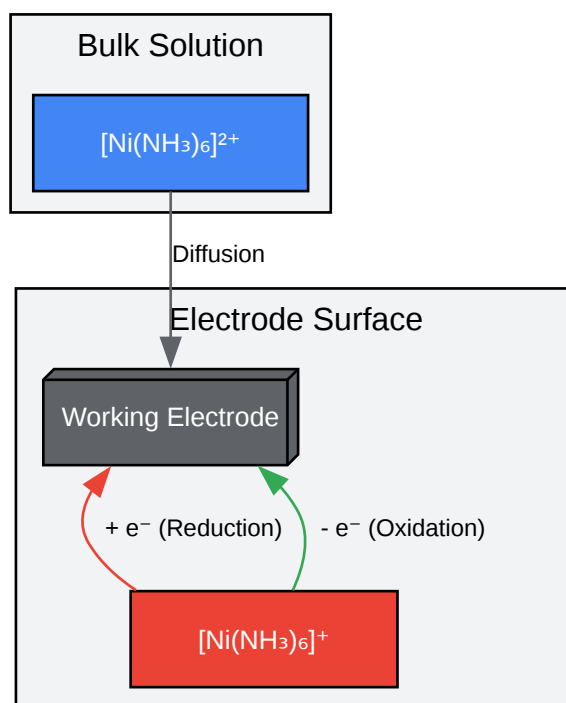 Bulk Solution
[Ni(NH₃)₆]²⁺
Diffusion
Electrode Surface
Working Electrode
+ e⁻ (Reduction)
- e⁻ (Oxidation)
[Ni(NH₃)₆]⁺